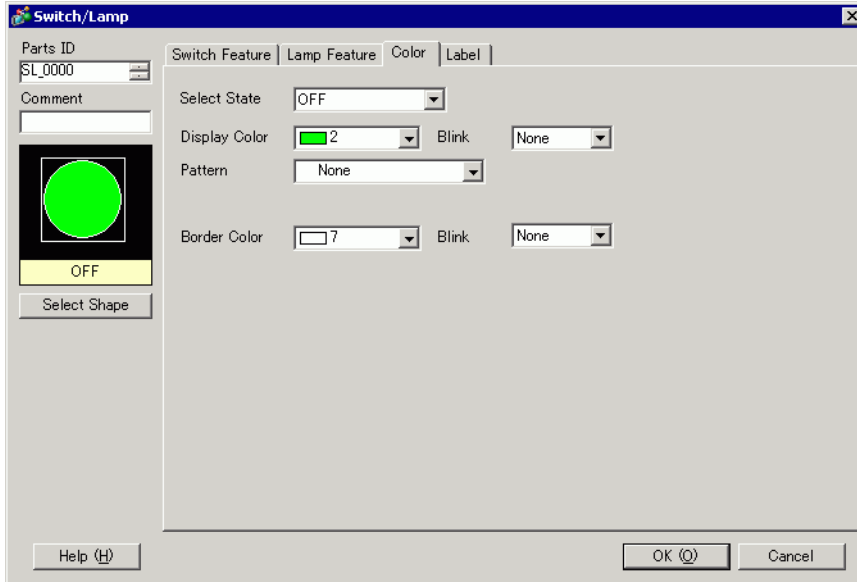 Switch/Lamp
Parts ID
SL_0000
Comment
OFF
Select Shape
Switch Feature
Lamp Feature
Color
Label
Select State
OFF
Display Color
2
Blink
None
Pattern
None
Border Color
7
Blink
None
Help (H)
OK (O)
Cancel